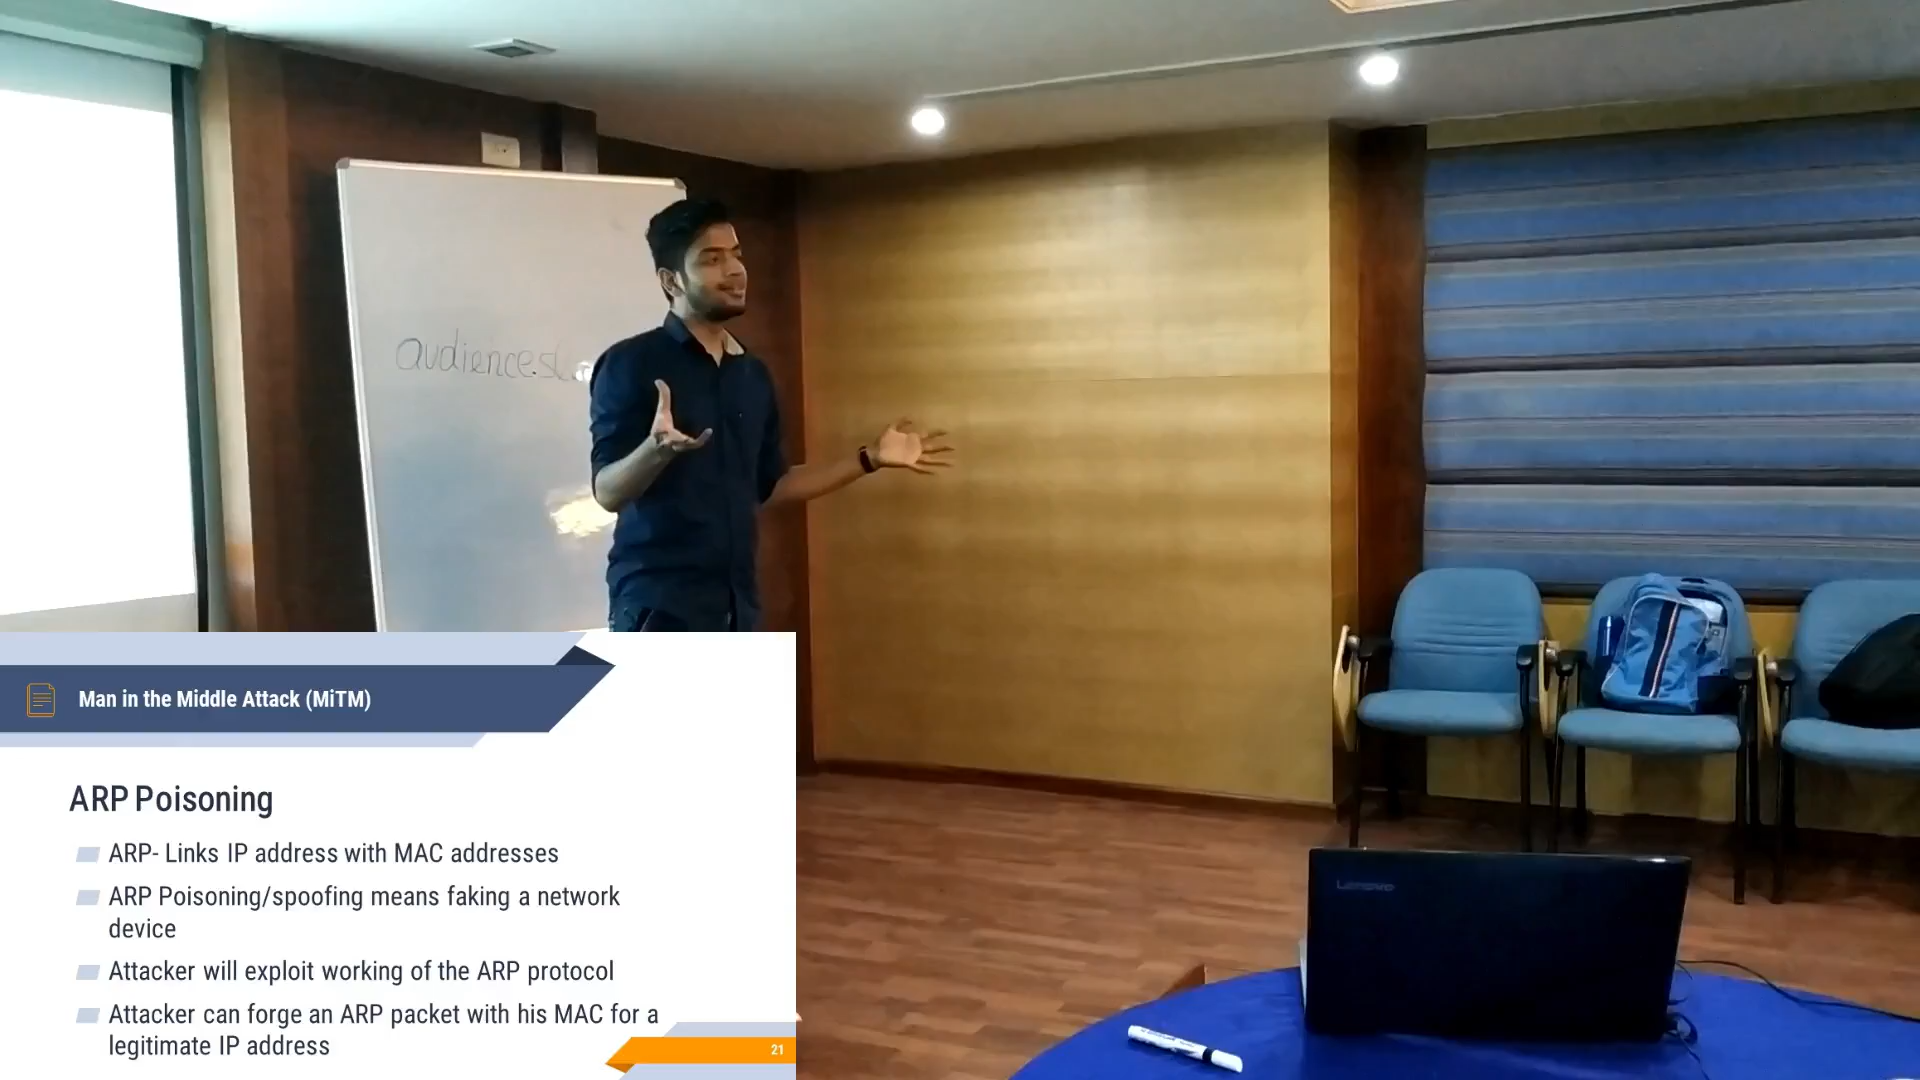 audience.sl
Man in the Middle Attack (MiTM)
ARP Poisoning
ARP- Links IP address with MAC addresses
ARP Poisoning/spoofing means faking a network
device
Attacker will exploit working of the ARP protocol
Attacker can forge an ARP packet with his MAC for a
legitimate IP address
21
Lenovo